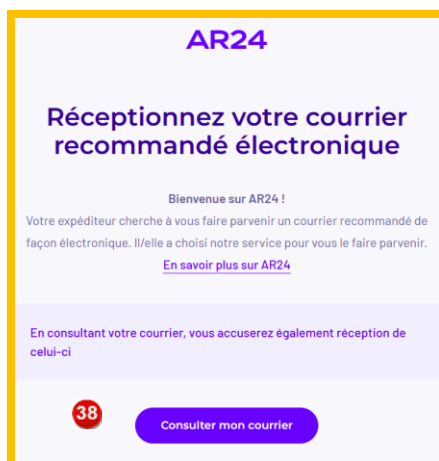 AR24
Réceptionnez votre courrier
recommandé électronique
Bienvenue sur AR24 !
Votre expéditeur cherche à vous faire parvenir un courrier recommandé de
façon électronique. Il/elle a choisi notre service pour vous le faire parvenir.
En savoir plus sur AR24
En consultant votre courrier, vous accuserez également réception de
celui-ci
38
Consulter mon courrier